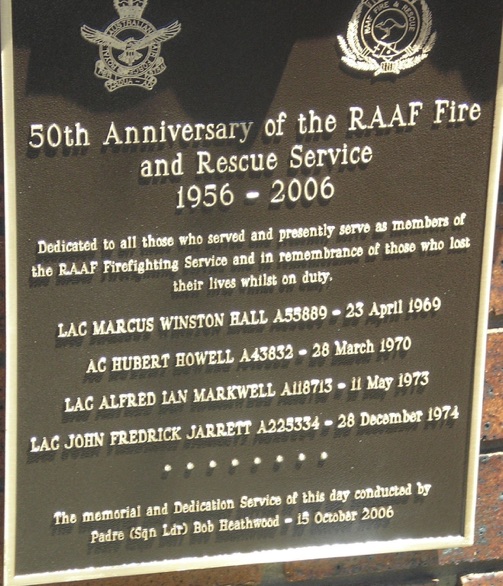 50th Anniversary of the RAAF Fire
and Rescue Service
1956 - 2006
Dedicated to all those who served and presently serve as members of
the RAAF Firefighting Service and in remembrance of those who lost
their lives whilst on duty.
LAC MARCUS WINSTON HALL A55889 - 23 April 1969
AC HUBERT HOWELL A43832 - 28 March 1970
LAC ALFRED IAN MARKWELL A118713 - 11 May 1973
LAC JOHN FREDRICK JARRETT A225334 - 28 December 1974
The memorial and Dedication Service of this day conducted by
Padre (Sqn Ldr) Bob Heathwood - 15 October 2006